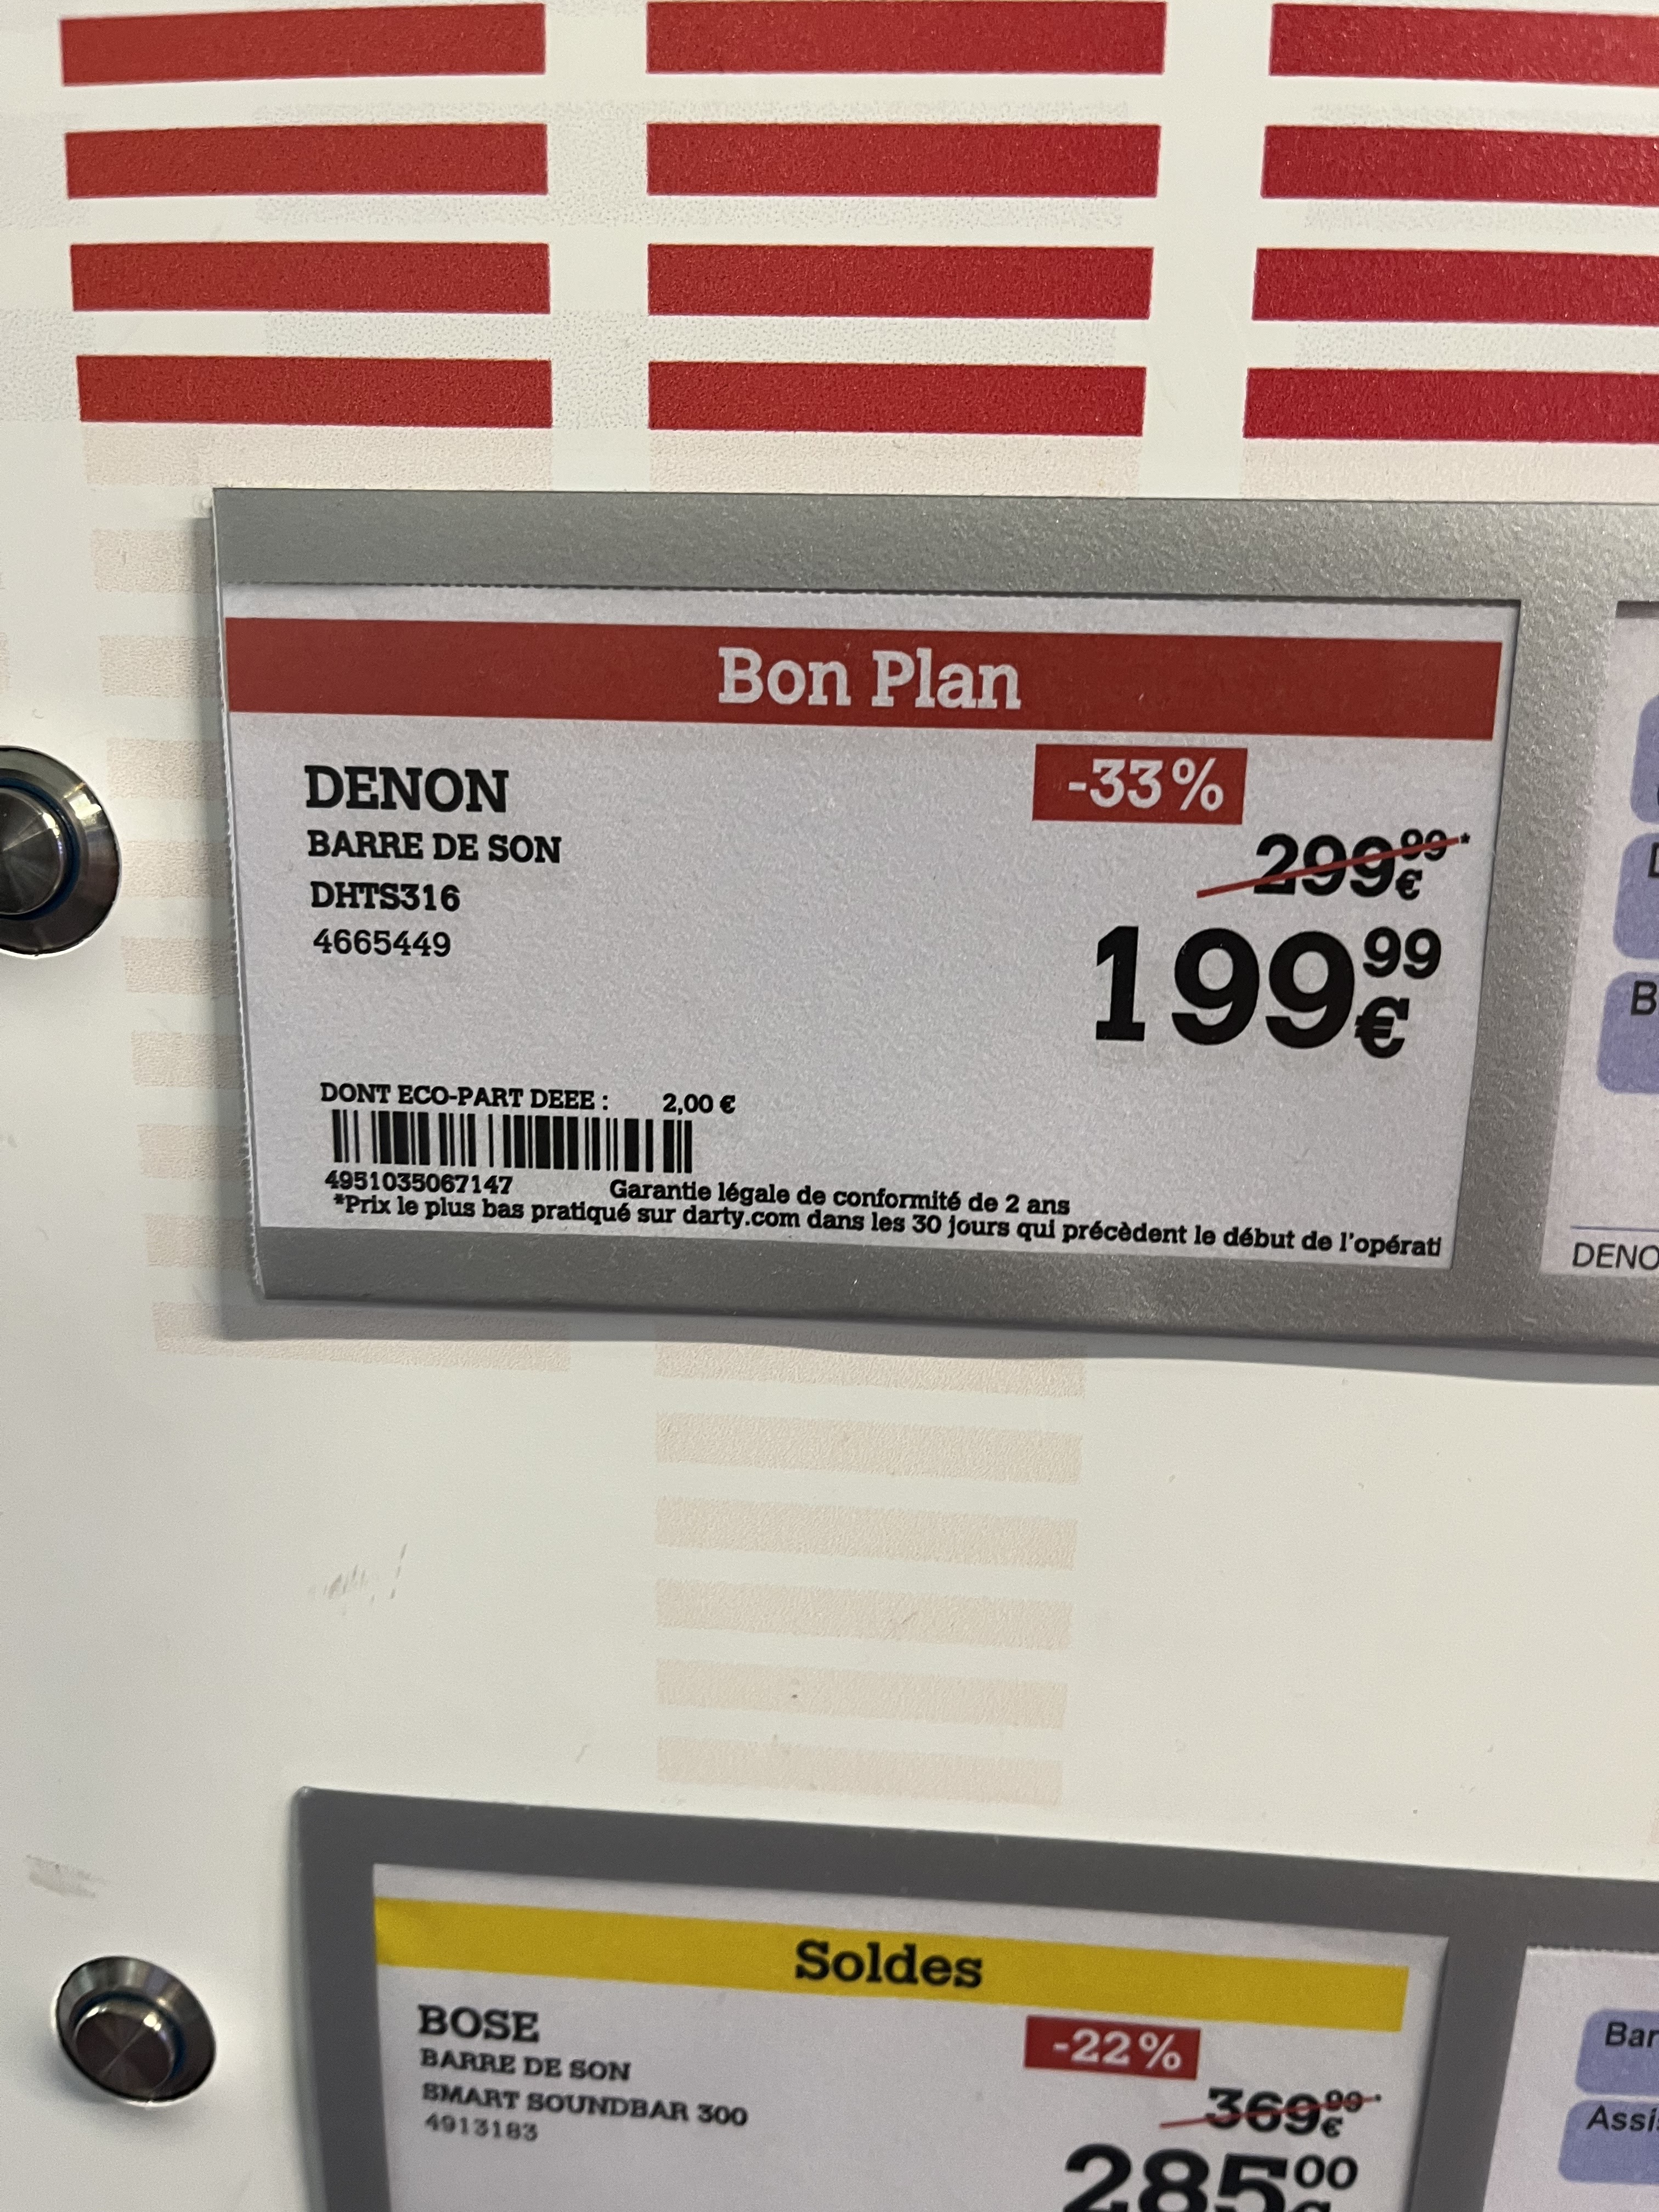 Bon Plan
DENON
-33%
BARRE DE SON
299€99*
DHTS316
4665449
199€99
DONT ECO-PART DEEE : 2,00 €
4951035067147 Garantie légale de conformité de 2 ans
*Prix le plus bas pratiqué sur darty.com dans les 30 jours qui précèdent le début de l'opérati
DENO
Soldes
BOSE
-22%
BARRE DE SON
SMART SOUNDBAR 300
369€99*
4913183
285€00
Bar
Assi